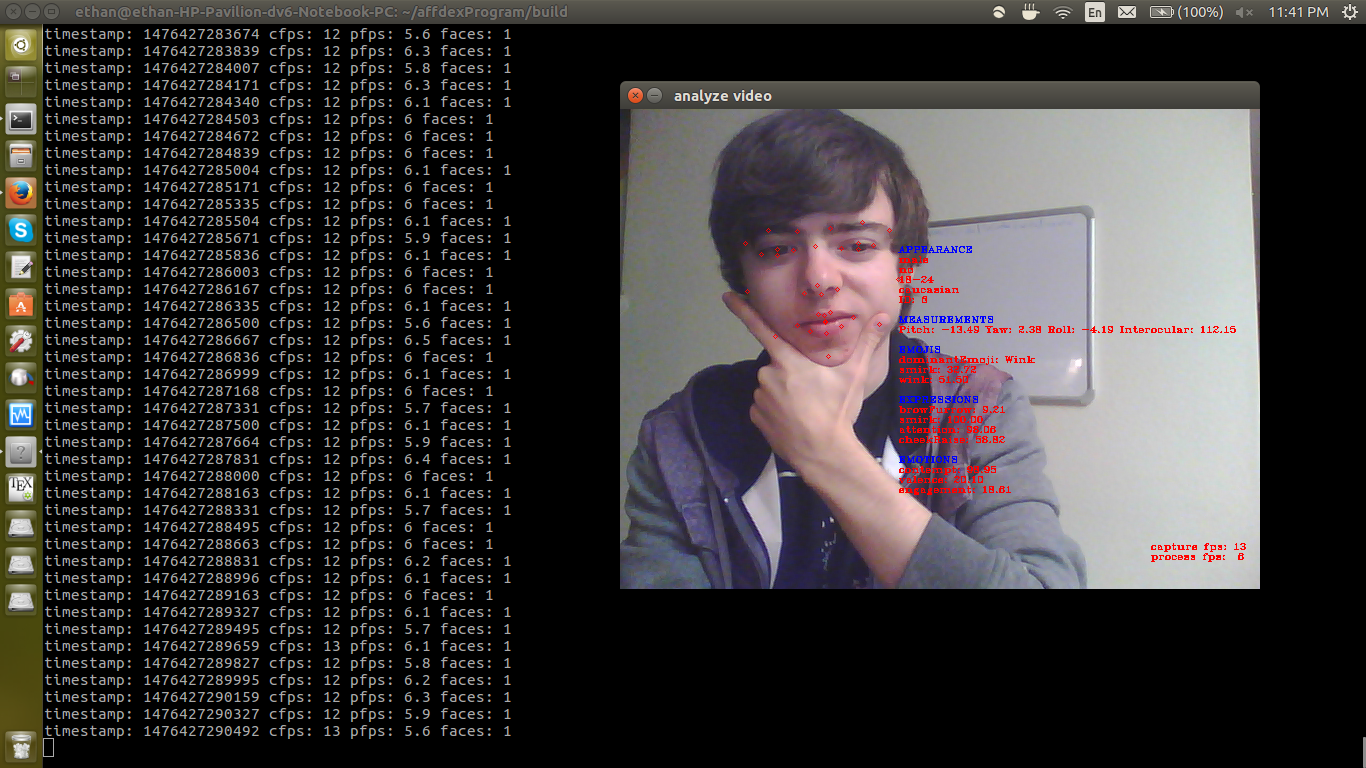 ethan@ethan-HP-Pavilion-dv6-Notebook-PC: ~/affdexProgram/build
En (100%) 11:41 PM
timestamp: 1476427283674 cfps: 12 pfps: 5.6 faces: 1
timestamp: 1476427283839 cfps: 12 pfps: 6.3 faces: 1
timestamp: 1476427284007 cfps: 12 pfps: 5.8 faces: 1
timestamp: 1476427284171 cfps: 12 pfps: 6.3 faces: 1
timestamp: 1476427284340 cfps: 12 pfps: 6.1 faces: 1
timestamp: 1476427284503 cfps: 12 pfps: 6 faces: 1
timestamp: 1476427284672 cfps: 12 pfps: 6 faces: 1
timestamp: 1476427284839 cfps: 12 pfps: 6 faces: 1
timestamp: 1476427285004 cfps: 12 pfps: 6.1 faces: 1
timestamp: 1476427285171 cfps: 12 pfps: 6 faces: 1
timestamp: 1476427285335 cfps: 12 pfps: 6 faces: 1
timestamp: 1476427285504 cfps: 12 pfps: 6.1 faces: 1
timestamp: 1476427285671 cfps: 12 pfps: 5.9 faces: 1
timestamp: 1476427285836 cfps: 12 pfps: 6.1 faces: 1
timestamp: 1476427286003 cfps: 12 pfps: 6 faces: 1
timestamp: 1476427286167 cfps: 12 pfps: 6 faces: 1
timestamp: 1476427286335 cfps: 12 pfps: 6.1 faces: 1
timestamp: 1476427286500 cfps: 12 pfps: 5.6 faces: 1
timestamp: 1476427286667 cfps: 12 pfps: 6.5 faces: 1
timestamp: 1476427286836 cfps: 12 pfps: 6 faces: 1
timestamp: 1476427286999 cfps: 12 pfps: 6.1 faces: 1
timestamp: 1476427287167 cfps: 12 pfps: 6 faces: 1
timestamp: 1476427287331 cfps: 12 pfps: 5.7 faces: 1
timestamp: 1476427287500 cfps: 12 pfps: 6.1 faces: 1
timestamp: 1476427287664 cfps: 12 pfps: 5.9 faces: 1
timestamp: 1476427287831 cfps: 12 pfps: 6.4 faces: 1
timestamp: 1476427288000 cfps: 12 pfps: 6 faces: 1
timestamp: 1476427288163 cfps: 12 pfps: 6.1 faces: 1
timestamp: 1476427288331 cfps: 12 pfps: 5.7 faces: 1
timestamp: 1476427288495 cfps: 12 pfps: 6 faces: 1
timestamp: 1476427288663 cfps: 12 pfps: 6 faces: 1
timestamp: 1476427288831 cfps: 12 pfps: 6.2 faces: 1
timestamp: 1476427288996 cfps: 12 pfps: 6.1 faces: 1
timestamp: 1476427289163 cfps: 12 pfps: 6 faces: 1
timestamp: 1476427289327 cfps: 12 pfps: 6.1 faces: 1
timestamp: 1476427289495 cfps: 12 pfps: 5.7 faces: 1
timestamp: 1476427289659 cfps: 13 pfps: 6.1 faces: 1
timestamp: 1476427289827 cfps: 12 pfps: 5.8 faces: 1
timestamp: 1476427289995 cfps: 12 pfps: 6.2 faces: 1
timestamp: 1476427290159 cfps: 12 pfps: 6.3 faces: 1
timestamp: 1476427290327 cfps: 12 pfps: 5.9 faces: 1
timestamp: 1476427290492 cfps: 13 pfps: 5.6 faces: 1
analyze video
APPEARANCE
male
no
18-24
caucasian
MEASUREMENTS
Pitch: -13.49 Yaw: 2.38 Roll: -4.19 Interocular: 112.15
EMOJIS
dominantEmoji: Wink
smirk:
wink:
EXPRESSIONS
browFurrow: 9.21
smirk: 100.00
attention: 98.06
cheekRaise: 56.82
EMOTIONS
contempt:
valence:
engagement: 18.61
capture fps: 13
process fps: 6
S
A
TEX